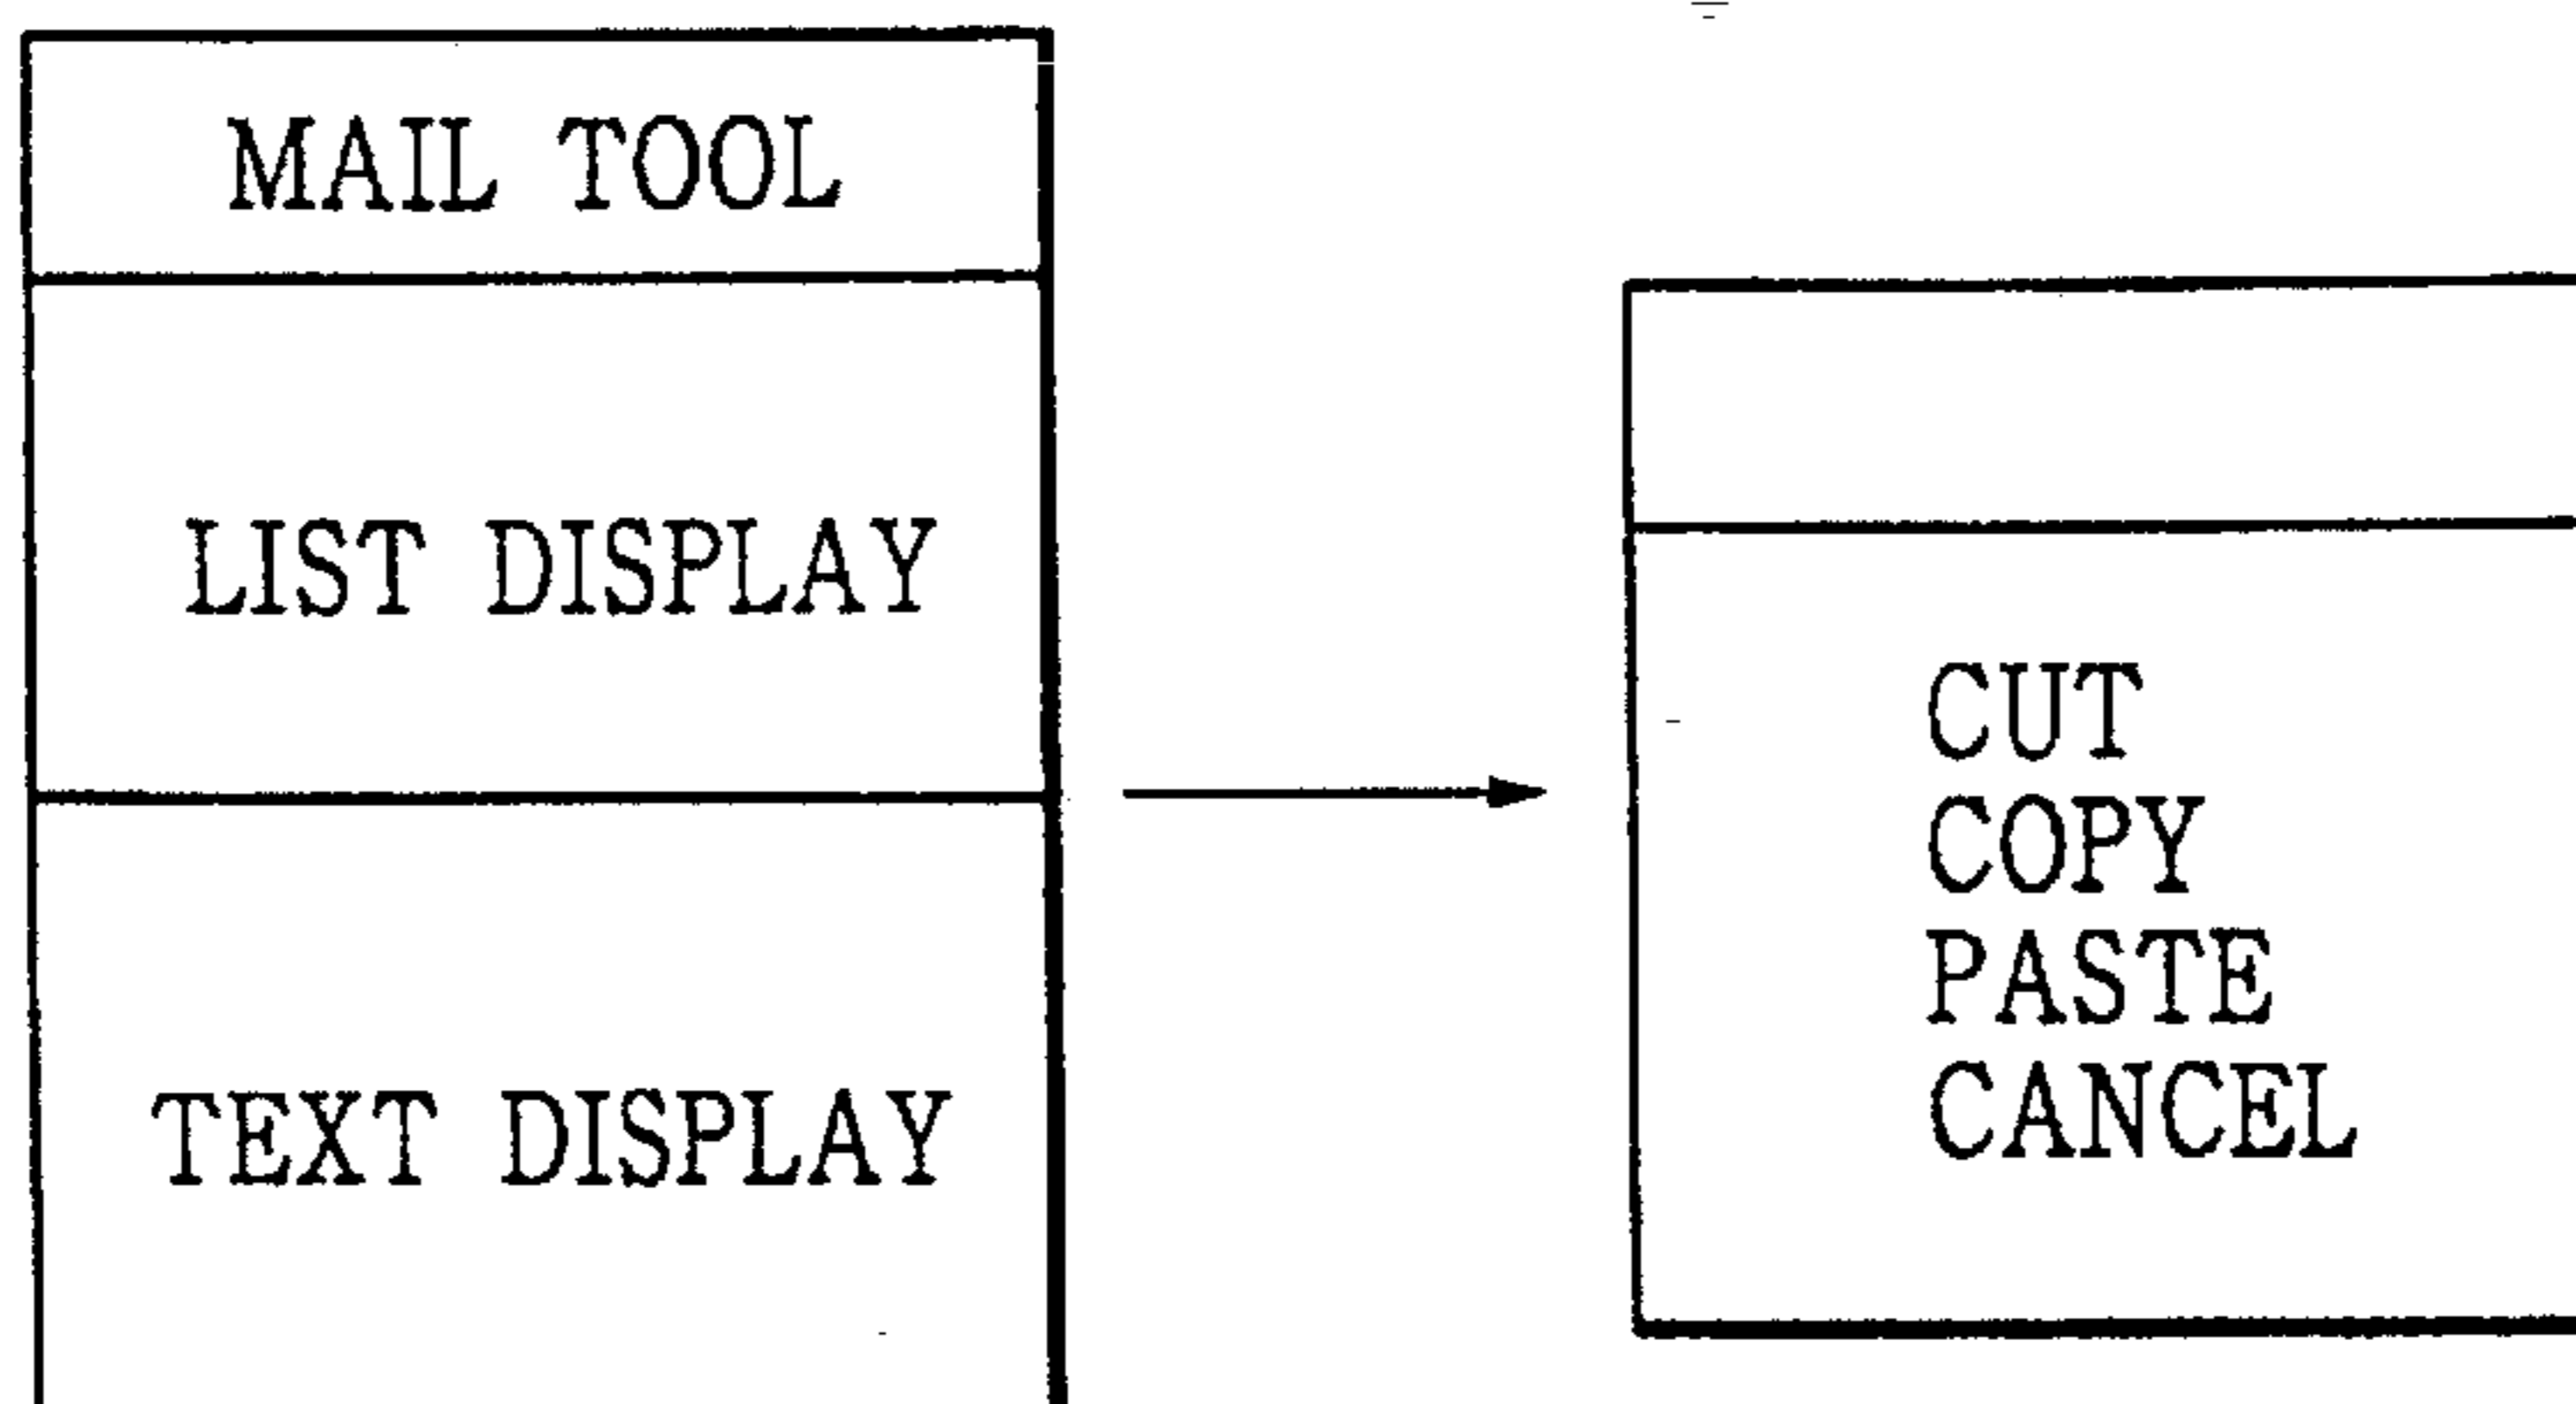 MAIL TOOL
LIST DISPLAY
TEXT DISPLAY
CUT
COPY
PASTE
CANCEL